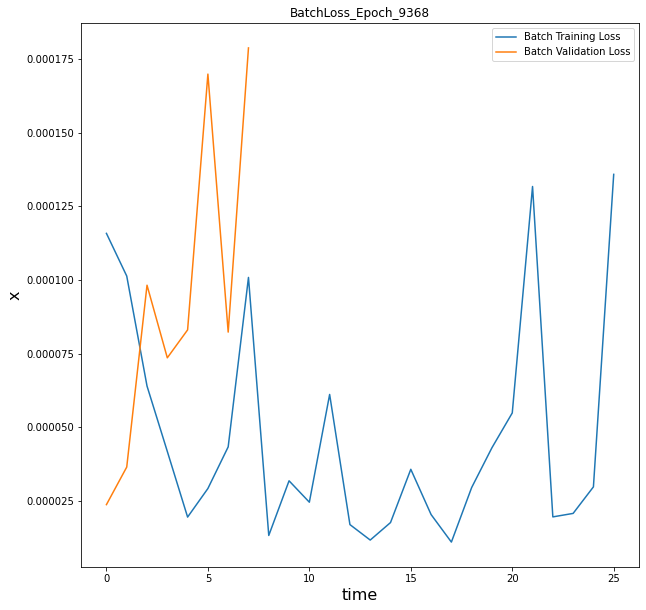 BatchLoss_Epoch_9368
Batch Training Loss
Batch Validation Loss
0.000175
0.000150
0.000125
0.000100
0.000075
0.000050
0.000025
x
0 5 10 15 20 25
time